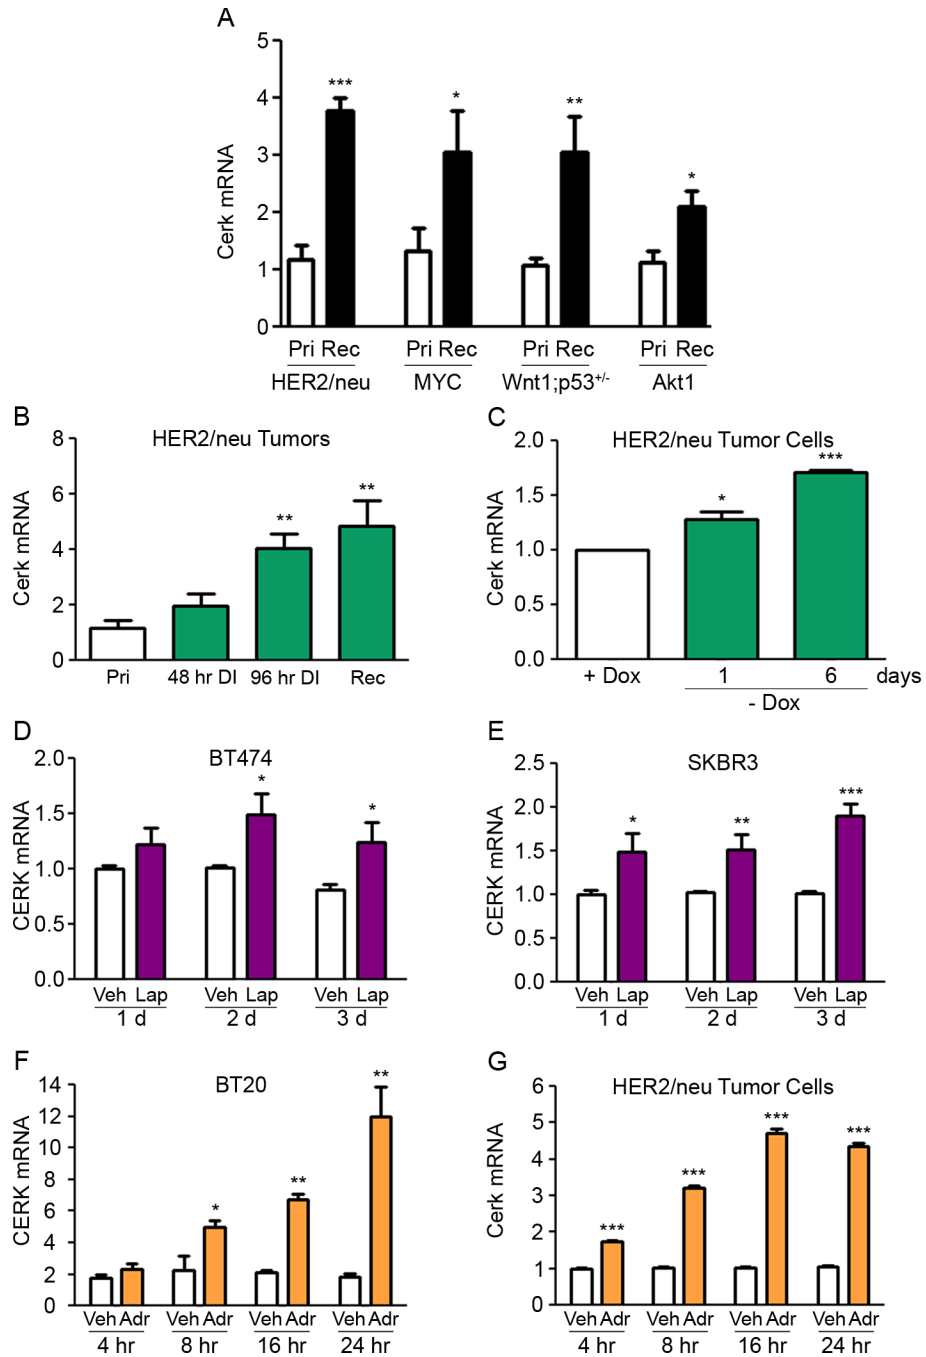 A
5
4
3
2
1
0
Cerk mRNA
***
*
**
*
Pri Rec Pri Rec Pri Rec Pri Rec
HER2/neu MYC Wnt1;p53+/- Akt1
B
HER2/neu Tumors
8
6
4
2
0
Cerk mRNA
**
**
Pri 48 hr DI 96 hr DI Rec
C
HER2/neu Tumor Cells
2.0
1.5
1.0
0.5
0.0
Cerk mRNA
*
***
+ Dox 1 6 days
- Dox
D
BT474
2.0
1.5
1.0
0.5
0.0
CERK mRNA
*
*
Veh Lap Veh Lap Veh Lap
1 d 2 d 3 d
E
SKBR3
2.5
2.0
1.5
1.0
0.5
0.0
CERK mRNA
*
**
***
Veh Lap Veh Lap Veh Lap
1 d 2 d 3 d
F
BT20
14
12
10
8
6
4
2
0
CERK mRNA
*
**
**
Veh Adr Veh Adr Veh Adr Veh Adr
4 hr 8 hr 16 hr 24 hr
G
HER2/neu Tumor Cells
6
5
4
3
2
1
0
Cerk mRNA
***
***
***
***
Veh Adr Veh Adr Veh Adr Veh Adr
4 hr 8 hr 16 hr 24 hr